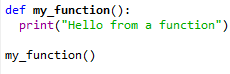 def my_function():
  print("Hello from a function")

my_function()